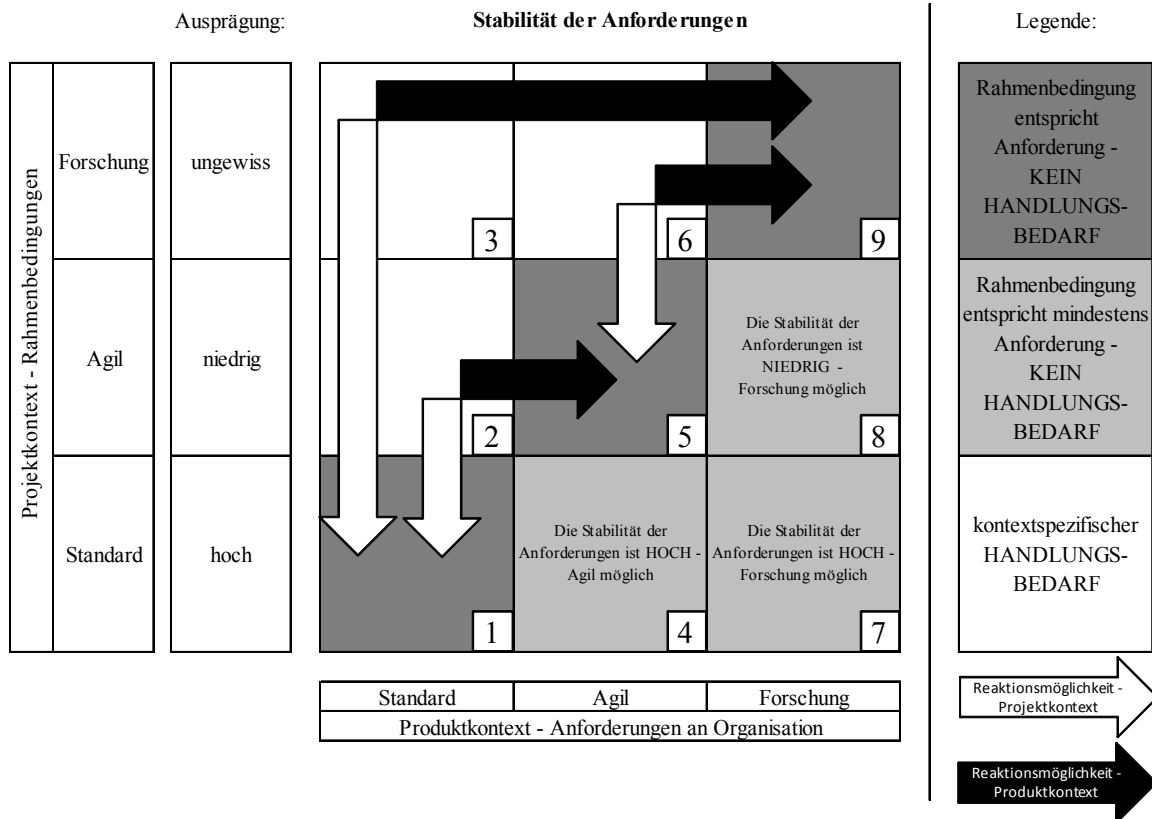 Ausprägung:
Stabilität der Anforderungen
Legende:
Projektkontext - Rahmenbedingungen
Forschung
ungewiss
3
6
9
Agil
niedrig
2
5
Die Stabilität der
Anforderungen ist
NIEDRIG -
Forschung möglich
8
Standard
hoch
1
Die Stabilität der
Anforderungen ist HOCH -
Agil möglich
4
Die Stabilität der
Anforderungen ist HOCH -
Forschung möglich
7
Standard
Agil
Forschung
Produktkontext - Anforderungen an Organisation
Rahmenbedingung
entspricht
Anforderung -
KEIN
HANDLUNGS-
BEDARF
Rahmenbedingung
entspricht mindestens
Anforderung -
KEIN
HANDLUNGS-
BEDARF
kontextspezifischer
HANDLUNGS-
BEDARF
Reaktionsmöglichkeit -
Projektkontext
Reaktionsmöglichkeit -
Produktkontext